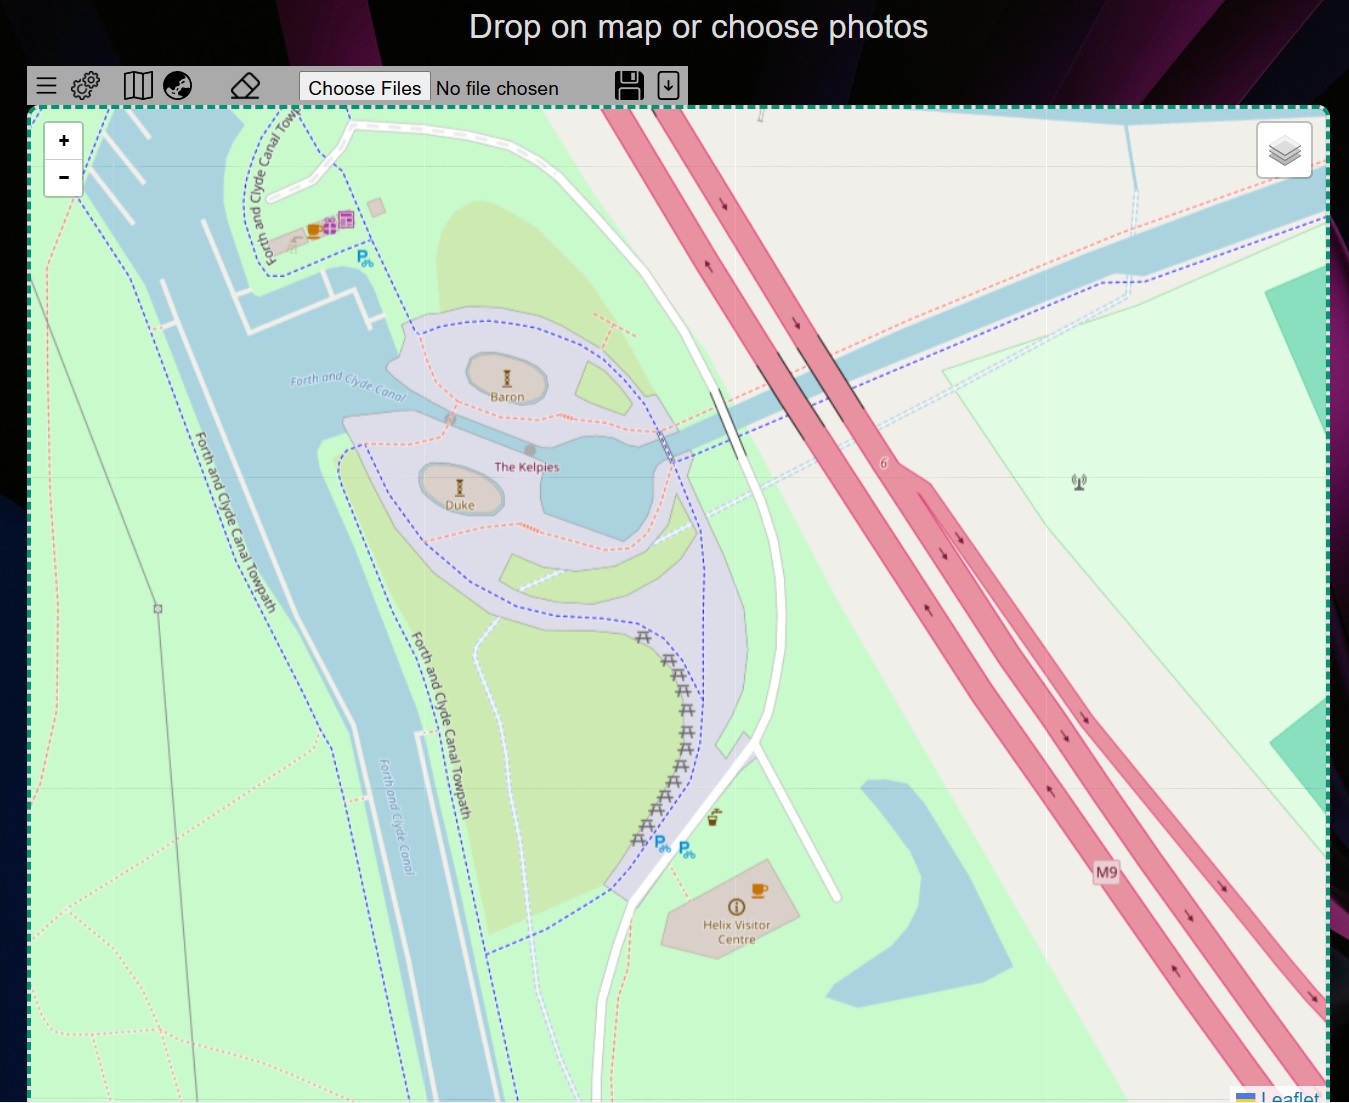 Drop on map or choose photos
Choose Files No file chosen
+
−
Forth and Clyde Canal Tow
P
Forth and Clyde Canal
Baron
The Kelpies
Duke
6
Forth and Clyde Canal Towpath
Forth and Clyde Canal Towpath
Forth and Clyde Canal
P
P
M9
Helix Visitor
Centre
Leaflet